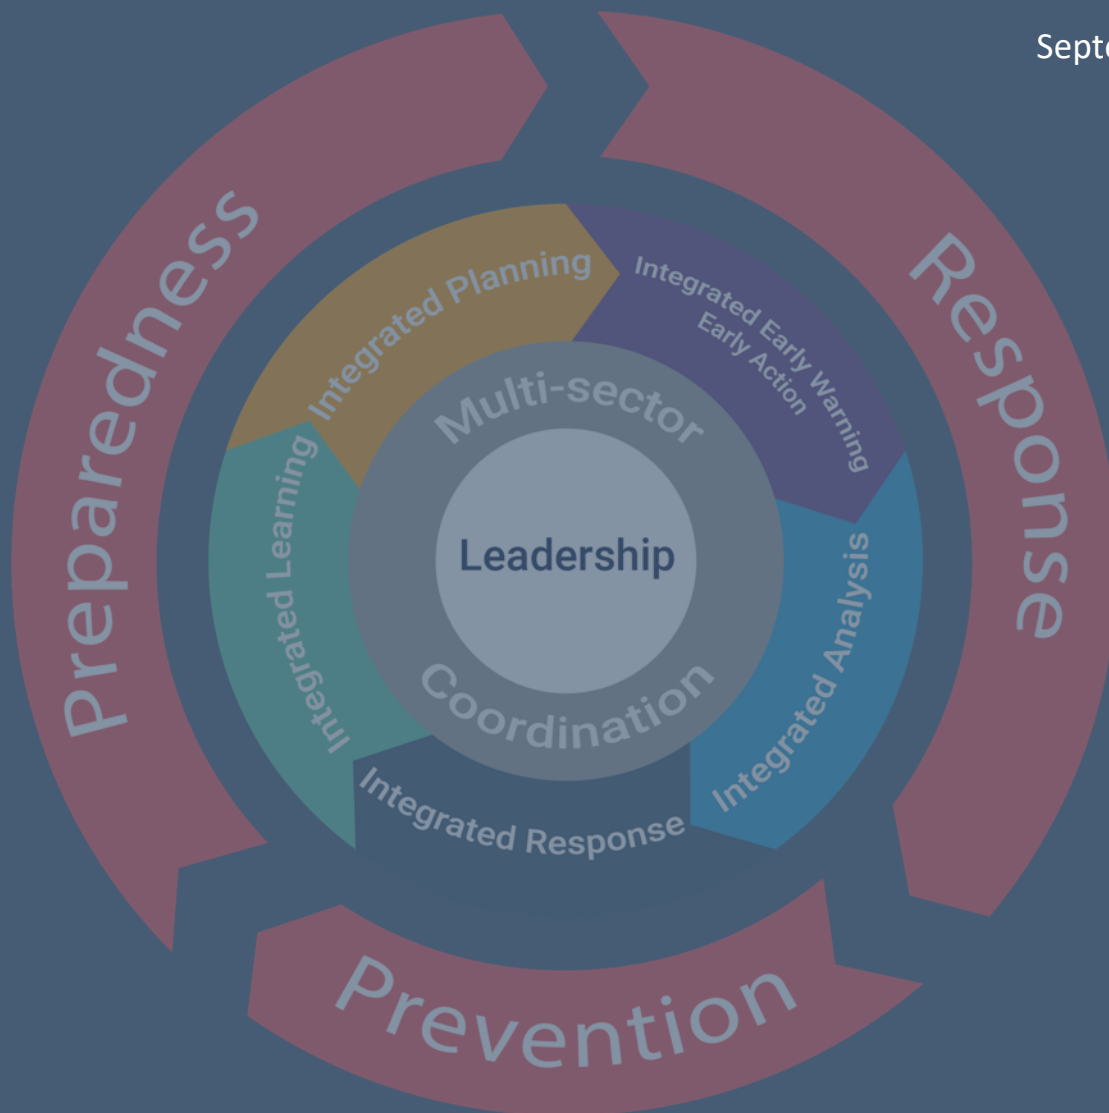 Septe
Preparedness
Response
Prevention
Integrated Planning
Integrated Early Warning
Early Action
Integrated Analysis
Integrated Response
Integrated Learning
Multi-sector
Leadership
Coordination